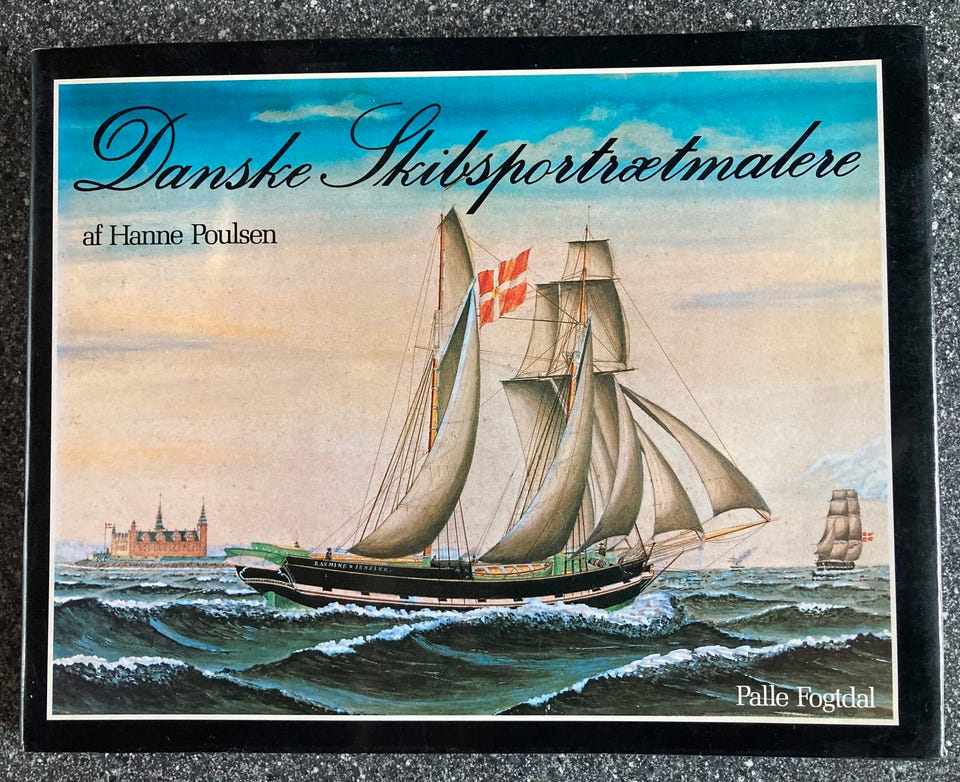 Danske Skibsportrætmalere
af Hanne Poulsen
Palle Fogtdal